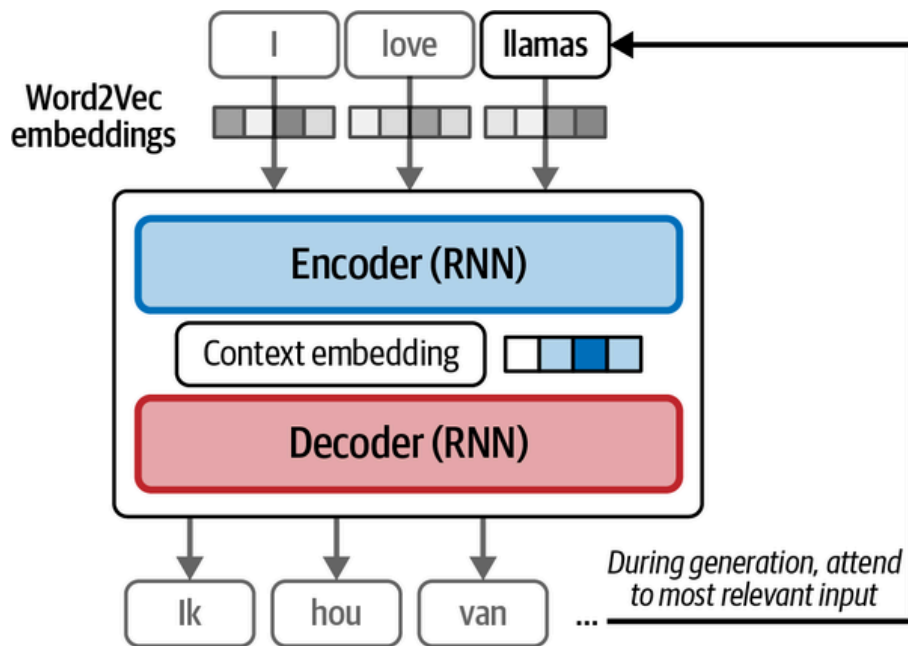 I
love
llamas
Word2Vec
embeddings
Encoder (RNN)
Context embedding
Decoder (RNN)
Ik
hou
van
...
During generation, attend
to most relevant input